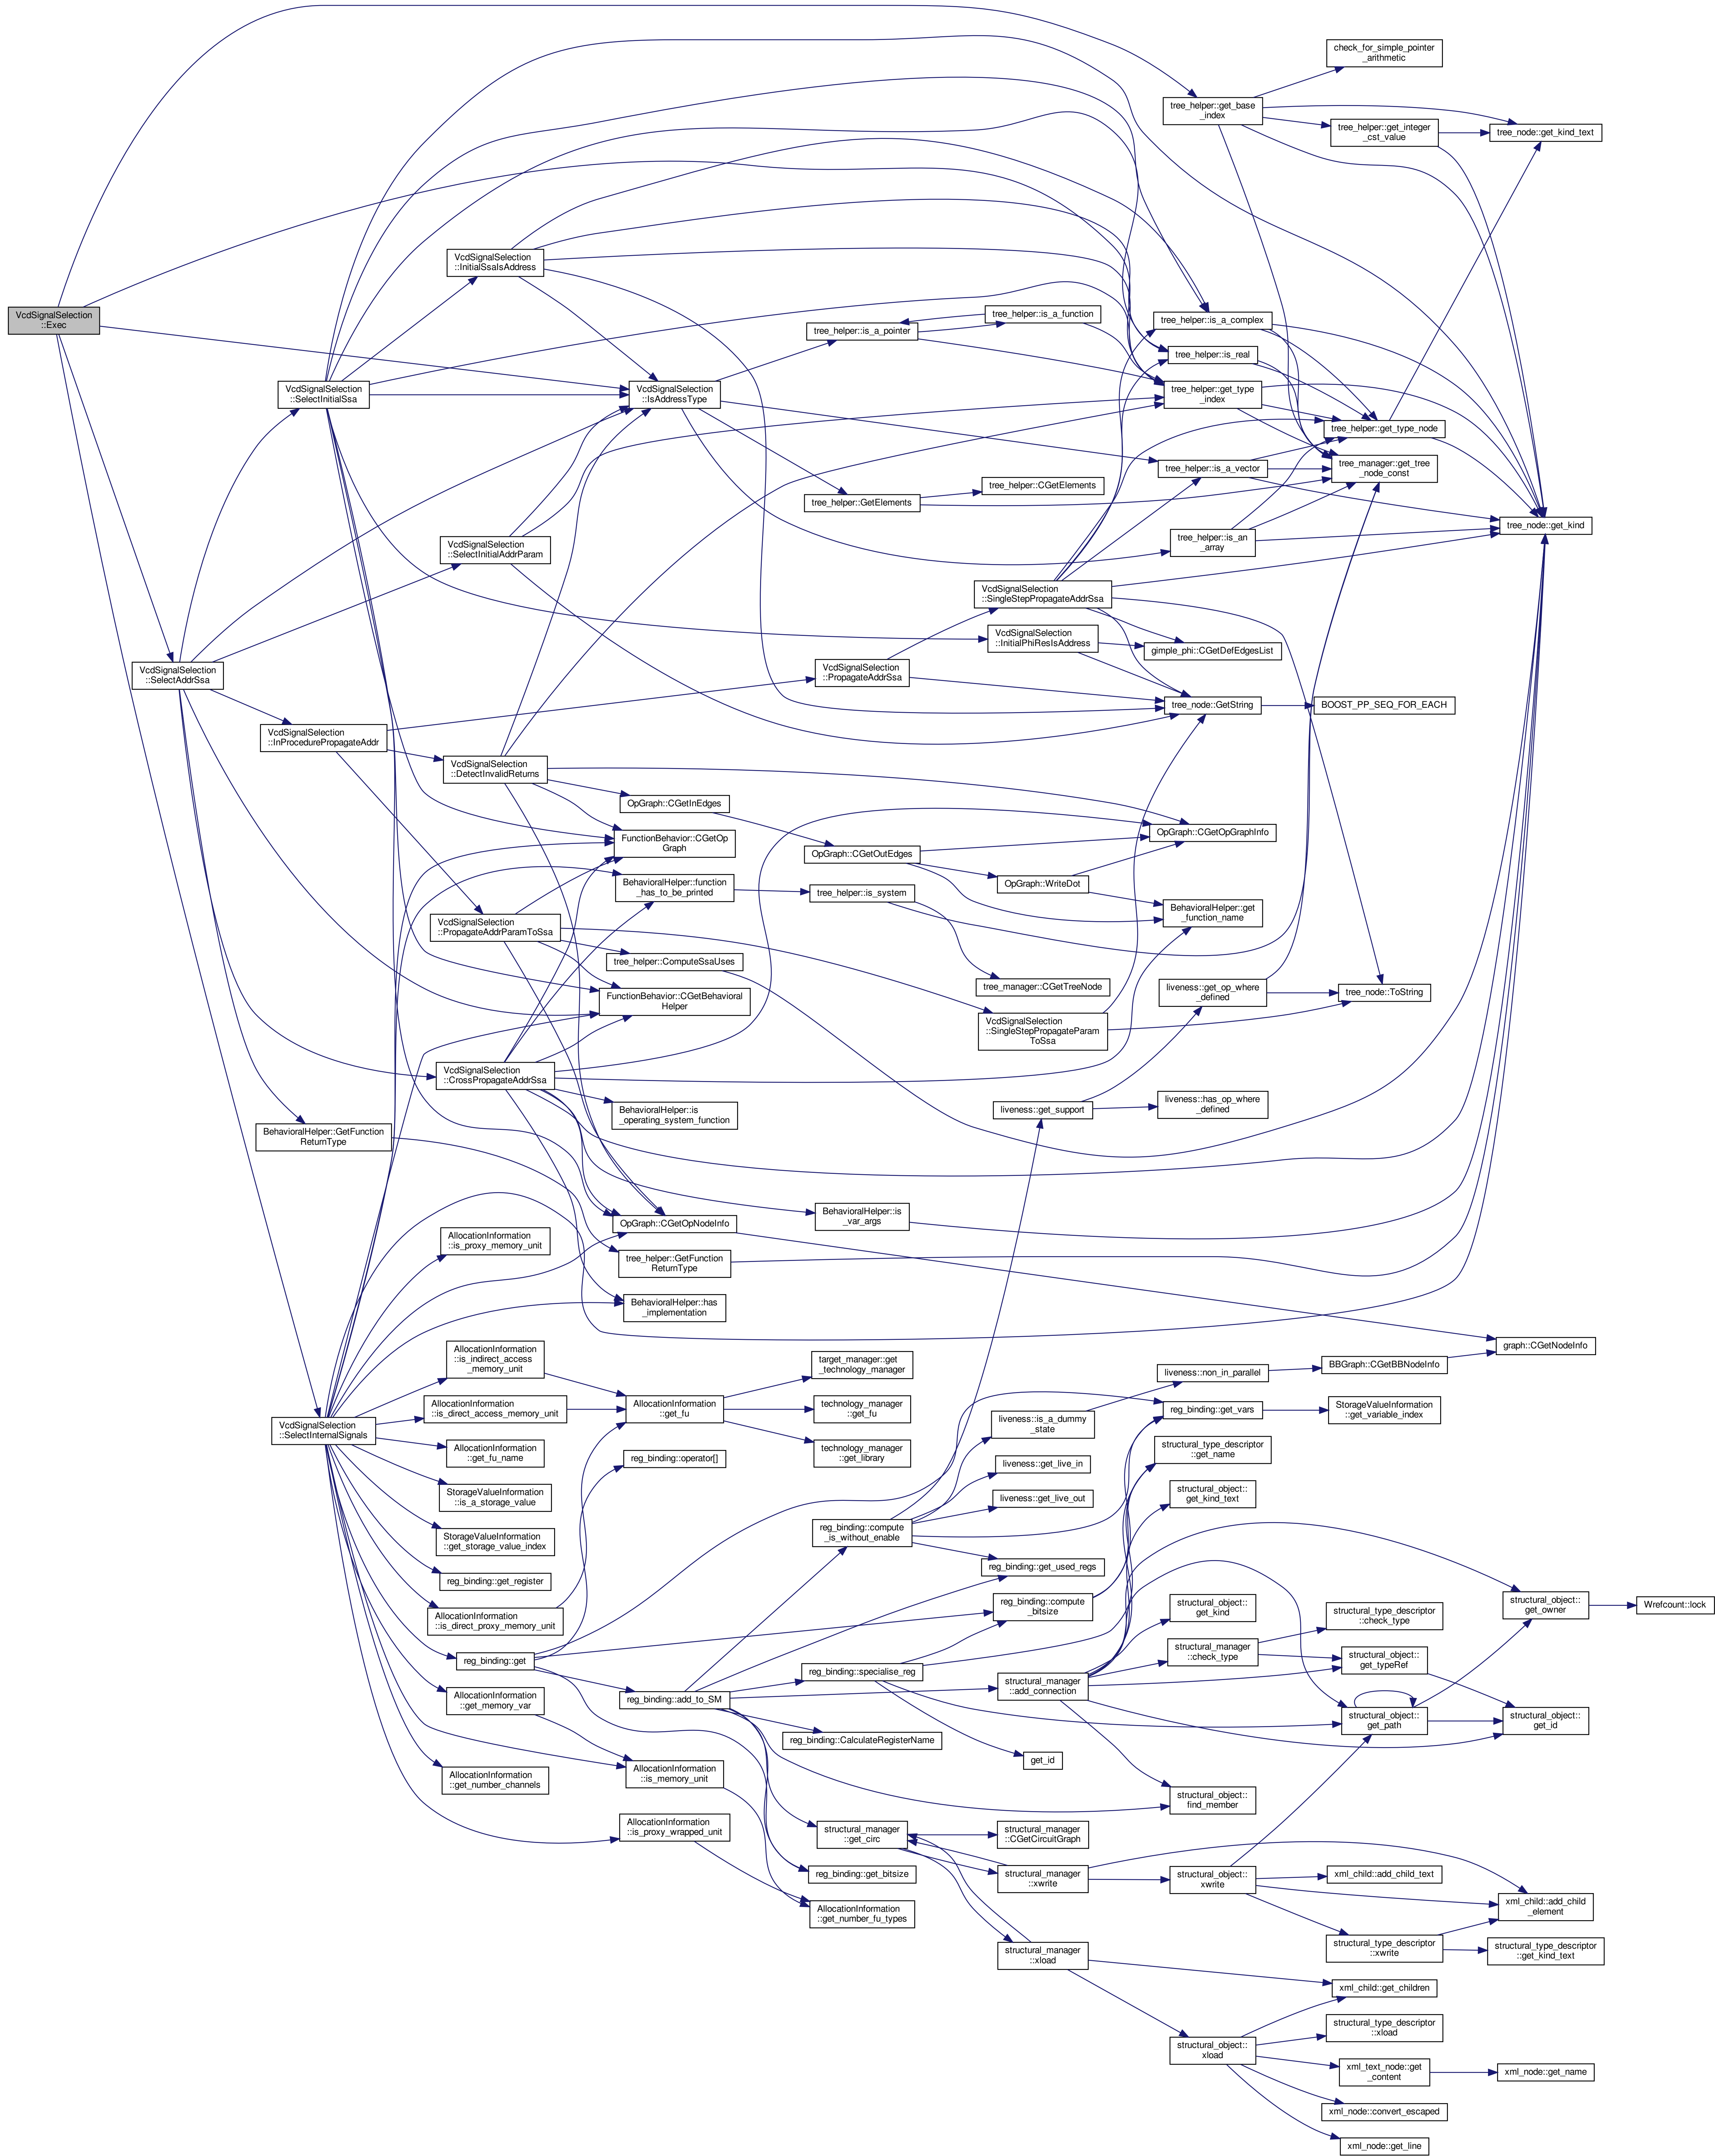 VcdSignalSelection
::Exec
VcdSignalSelection
::SelectAddrSsa
VcdSignalSelection
::SelectInitialSsa
VcdSignalSelection
::InProcedurePropagateAddr
BehavioralHelper::GetFunction
ReturnType
VcdSignalSelection
::SelectInternalSignals
VcdSignalSelection
::InitialSsaIsAddress
VcdSignalSelection
::SelectInitialAddrParam
VcdSignalSelection
::DetectInvalidReturns
VcdSignalSelection
::PropagateAddrParamToSsa
VcdSignalSelection
::CrossPropagateAddrSsa
AllocationInformation
::is_proxy_memory_unit
AllocationInformation
::is_indirect_access
_memory_unit
AllocationInformation
::is_direct_access_memory_unit
AllocationInformation
::get_fu_name
StorageValueInformation
::is_a_storage_value
StorageValueInformation
::get_storage_value_index
reg_binding::get_register
AllocationInformation
::is_direct_proxy_memory_unit
reg_binding::get
AllocationInformation
::get_memory_var
AllocationInformation
::get_number_channels
VcdSignalSelection
::IsAddressType
OpGraph::CGetInEdges
FunctionBehavior::CGetOp
Graph
BehavioralHelper::function
_has_to_be_printed
tree_helper::ComputeSsaUses
FunctionBehavior::CGetBehavioral
Helper
BehavioralHelper::is
_operating_system_function
OpGraph::CGetOpNodeInfo
tree_helper::GetFunction
ReturnType
BehavioralHelper::has
_implementation
AllocationInformation
::get_fu
reg_binding::operator[]
reg_binding::add_to_SM
AllocationInformation
::is_memory_unit
AllocationInformation
::is_proxy_wrapped_unit
tree_helper::is_a_pointer
tree_helper::GetElements
VcdSignalSelection
::PropagateAddrSsa
OpGraph::CGetOutEdges
tree_helper::is_system
BehavioralHelper::is
_var_args
target_manager::get
_technology_manager
technology_manager
::get_fu
technology_manager
::get_library
reg_binding::compute
_is_without_enable
reg_binding::specialise_reg
reg_binding::CalculateRegisterName
structural_manager
::get_circ
reg_binding::get_bitsize
AllocationInformation
::get_number_fu_types
tree_helper::is_a_function
tree_helper::CGetElements
VcdSignalSelection
::SingleStepPropagateAddrSsa
VcdSignalSelection
::InitialPhiResIsAddress
OpGraph::WriteDot
tree_manager::CGetTreeNode
VcdSignalSelection
::SingleStepPropagateParam
ToSsa
liveness::get_support
liveness::is_a_dummy
_state
liveness::get_live_in
liveness::get_live_out
reg_binding::get_used_regs
reg_binding::compute
_bitsize
structural_manager
::add_connection
get_id
structural_manager
::CGetCircuitGraph
structural_manager
::xwrite
structural_manager
::xload
tree_helper::get_base
_index
tree_helper::is_a_complex
tree_helper::is_real
tree_helper::get_type
_index
tree_helper::is_a_vector
tree_helper::is_an
_array
gimple_phi::CGetDefEdgesList
tree_node::GetString
OpGraph::CGetOpGraphInfo
BehavioralHelper::get
_function_name
liveness::get_op_where
_defined
liveness::has_op_where
_defined
liveness::non_in_parallel
reg_binding::get_vars
structural_type_descriptor
::get_name
structural_object::
get_kind_text
structural_object::
get_kind
structural_manager
::check_type
structural_object::
find_member
structural_object::
xwrite
structural_object::
xload
check_for_simple_pointer
_arithmetic
tree_helper::get_integer
_cst_value
tree_helper::get_type_node
tree_manager::get_tree
_node_const
BOOST_PP_SEQ_FOR_EACH
tree_node::ToString
BBGraph::CGetBBNodeInfo
StorageValueInformation
::get_variable_index
structural_type_descriptor
::check_type
structural_object::
get_typeRef
structural_object::
get_path
xml_child::add_child_text
structural_type_descriptor
::xwrite
xml_child::get_children
structural_type_descriptor
::xload
xml_text_node::get
_content
xml_node::convert_escaped
xml_node::get_line
tree_node::get_kind_text
tree_node::get_kind
graph::CGetNodeInfo
structural_object::
get_owner
structural_object::
get_id
xml_child::add_child
_element
structural_type_descriptor
::get_kind_text
xml_node::get_name
Wrefcount::lock